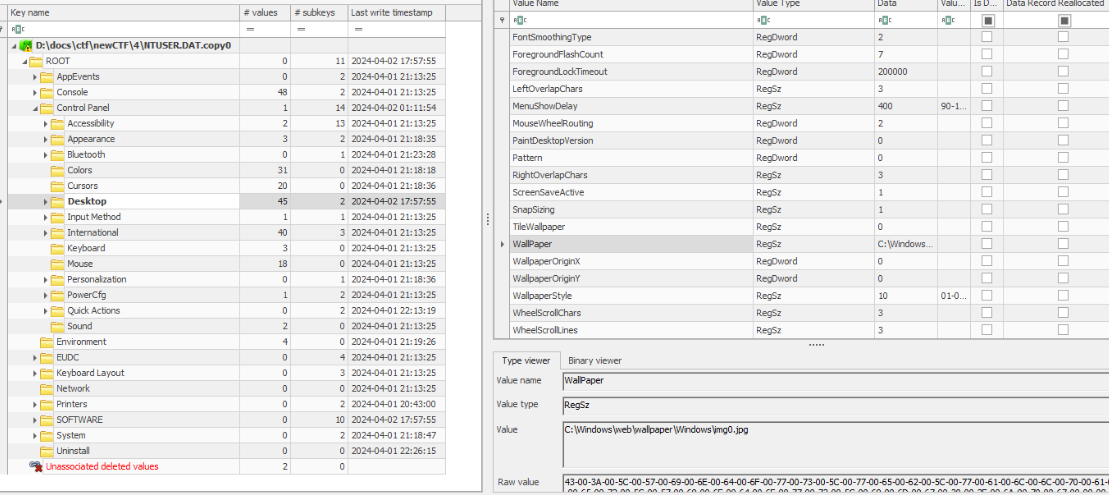 Key name # values # subkeys Last write timestamp
= = =
D:\docs\ctf\newCTF\4\NTUSER.DAT.copy0
ROOT 0 11 2024-04-02 17:57:55
AppEvents 0 2 2024-04-01 21:13:25
Console 48 2 2024-04-01 21:13:25
Control Panel 1 14 2024-04-02 01:11:54
Accessibility 2 13 2024-04-01 21:13:25
Appearance 3 2 2024-04-01 21:18:35
Bluetooth 0 1 2024-04-01 21:23:28
Colors 31 0 2024-04-01 21:18:18
Cursors 20 0 2024-04-01 21:18:36
Desktop 45 2 2024-04-02 17:57:55
Input Method 1 1 2024-04-01 21:13:25
International 40 3 2024-04-01 21:13:25
Keyboard 3 0 2024-04-01 21:13:25
Mouse 18 0 2024-04-01 21:13:25
Personalization 0 1 2024-04-01 21:18:36
PowerCfg 1 2 2024-04-01 21:13:25
Quick Actions 0 2 2024-04-01 22:13:19
Sound 2 0 2024-04-01 21:13:25
Environment 4 0 2024-04-01 21:19:26
EUDC 0 4 2024-04-01 21:13:25
Keyboard Layout 0 3 2024-04-01 21:13:25
Network 0 0 2024-04-01 21:13:25
Printers 0 2 2024-04-01 20:43:00
SOFTWARE 0 10 2024-04-02 17:57:55
System 0 2 2024-04-01 21:18:47
Uninstall 0 0 2024-04-01 22:26:15
Unassociated deleted values 2 0
Value Name Value Type Data Valu... Is D... Data Record Reallocated
FontSmoothingType RegDword 2
ForegroundFlashCount RegDword 7
ForegroundLockTimeout RegDword 200000
LeftOverlapChars RegSz 3
MenuShowDelay RegSz 400 90-1...
MouseWheelRouting RegDword 2
PaintDesktopVersion RegDword 0
Pattern RegDword 0
RightOverlapChars RegSz 3
ScreenSaveActive RegSz 1
SnapSizing RegSz 1
TileWallpaper RegSz 0
WallPaper RegSz C:\Windows...
WallpaperOriginX RegDword 0
WallpaperOriginY RegDword 0
WallpaperStyle RegSz 10 01-0...
WheelScrollChars RegSz 3
WheelScrollLines RegSz 3
Type viewer Binary viewer
Value name WallPaper
Value type RegSz
Value C:\Windows\web\wallpaper\Windows\img0.jpg
Raw value 43-00-3A-00-5C-00-57-00-69-00-6E-00-64-00-6F-00-77-00-73-00-5C-00-77-00-65-00-62-00-5C-00-77-00-61-00-6C-00-6C-00-70-00-61-0